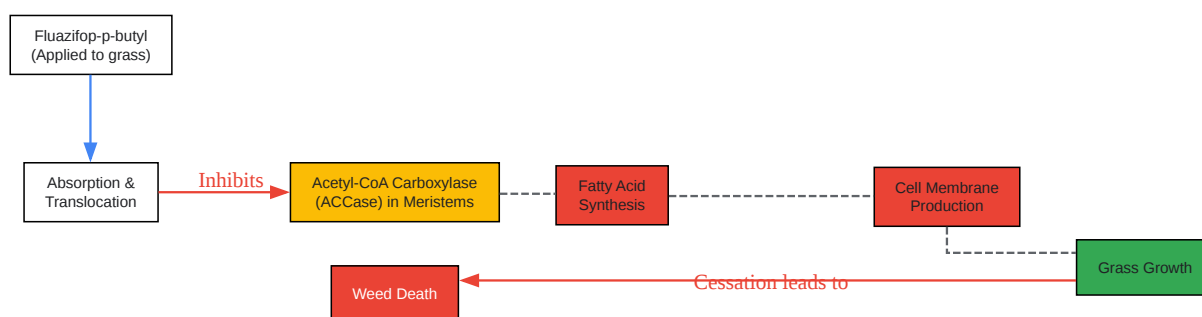 Fluazifop-p-butyl
(Applied to grass)
Absorption &
Translocation
Inhibits
Acetyl-CoA Carboxylase
(ACCase) in Meristems
Fatty Acid
Synthesis
Cell Membrane
Production
Grass Growth
Cessation leads to
Weed Death